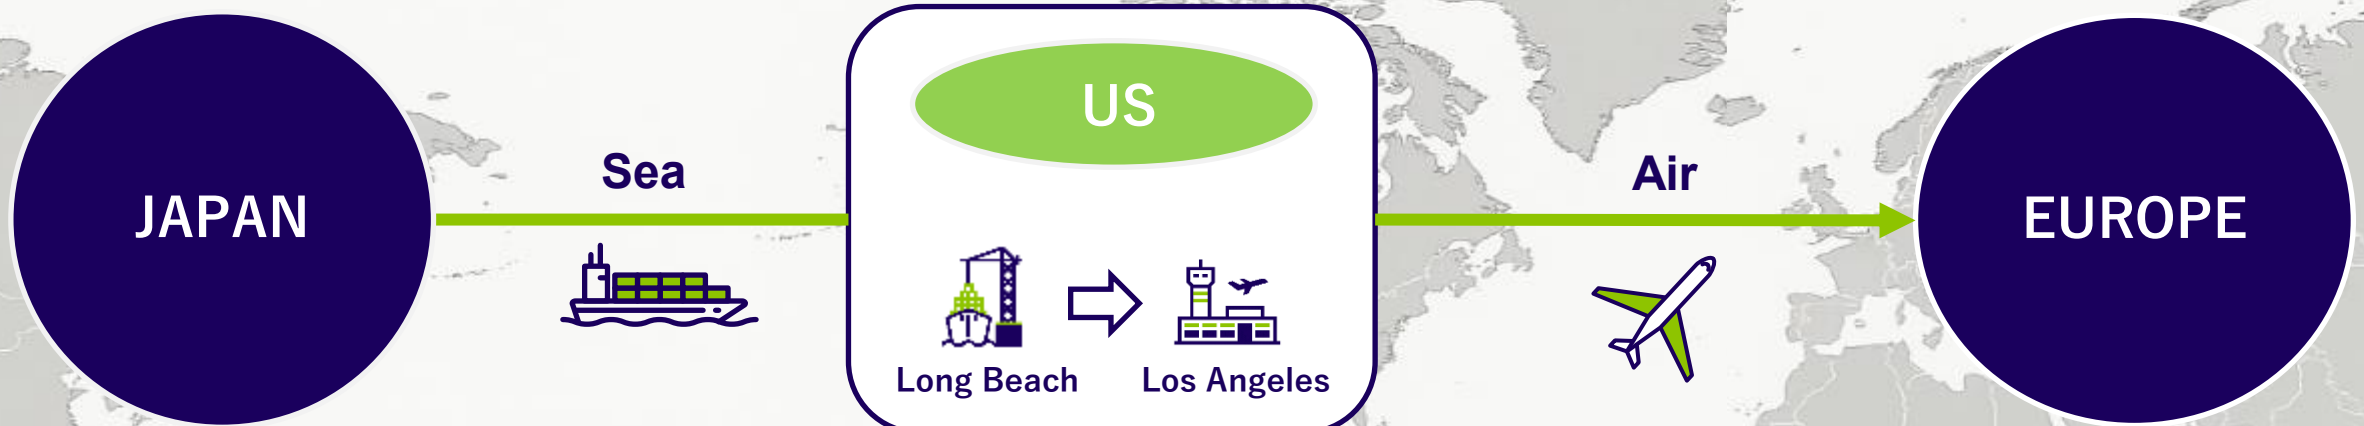 JAPAN
Sea
US
Long Beach
Los Angeles
Air
EUROPE